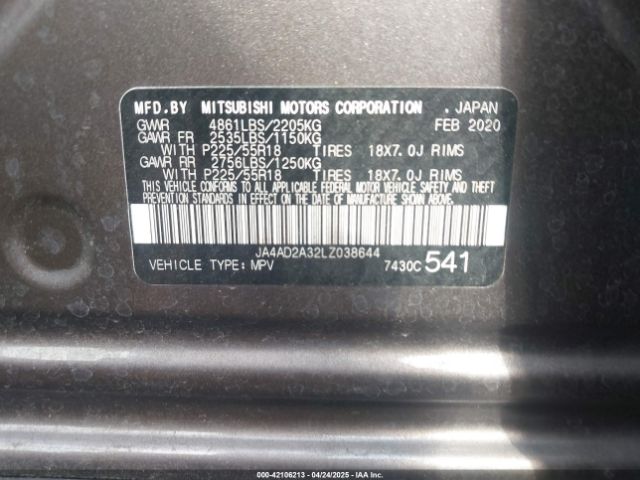 MFD.BY MITSUBISHI MOTORS CORPORATION . JAPAN
GVWR 4861LBS/2205KG FEB 2020
GAWR FR 2535LBS/1150KG
WITH P225/55R18 TIRES 18X7.0J RIMS
GAWR RR 2756LBS/1250KG
WITH P225/55R18 TIRES 18X7.0J RIMS
THIS VEHICLE CONFORMS TO ALL APPLICABLE FEDERAL MOTOR VEHICLE SAFETY AND THEFT
PREVENTION STANDARDS IN EFFECT ON THE DATE OF MANUFACTURE SHOWN ABOVE.
JA4AD2A32LZ038644
VEHICLE TYPE: MPV 7430C 541
000-42106213 - 04/24/2025 - IAAI.COM